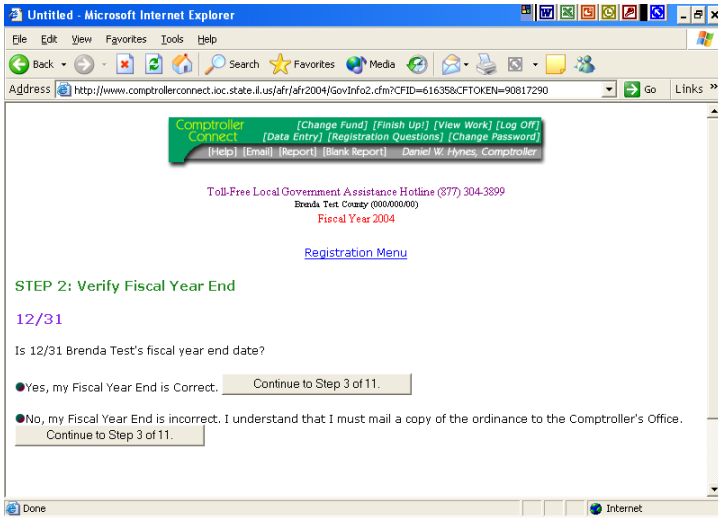 Untitled - Microsoft Internet Explorer
File Edit View Favorites Tools Help
Back Search Favorites Media
Address http://www.comptrollerconnect.ioc.state.il.us/afr/afr2004/GovInfo2.cfm?CFID=61635&CFTOKEN=90817290 Go Links »
Comptroller Connect
[Change Fund] [Finish Up!] [View Work] [Log Off]
[Data Entry] [Registration Questions] [Change Password]
[Help] [Email] [Report] [Blank Report] Daniel W. Hynes, Comptroller
Toll-Free Local Government Assistance Hotline (877) 304-3899
Brenda Test County (000/000/00)
Fiscal Year 2004
Registration Menu
STEP 2: Verify Fiscal Year End
12/31
Is 12/31 Brenda Test's fiscal year end date?
Yes, my Fiscal Year End is Correct. Continue to Step 3 of 11.
No, my Fiscal Year End is incorrect. I understand that I must mail a copy of the ordinance to the Comptroller's Office.
Continue to Step 3 of 11.
Done Internet